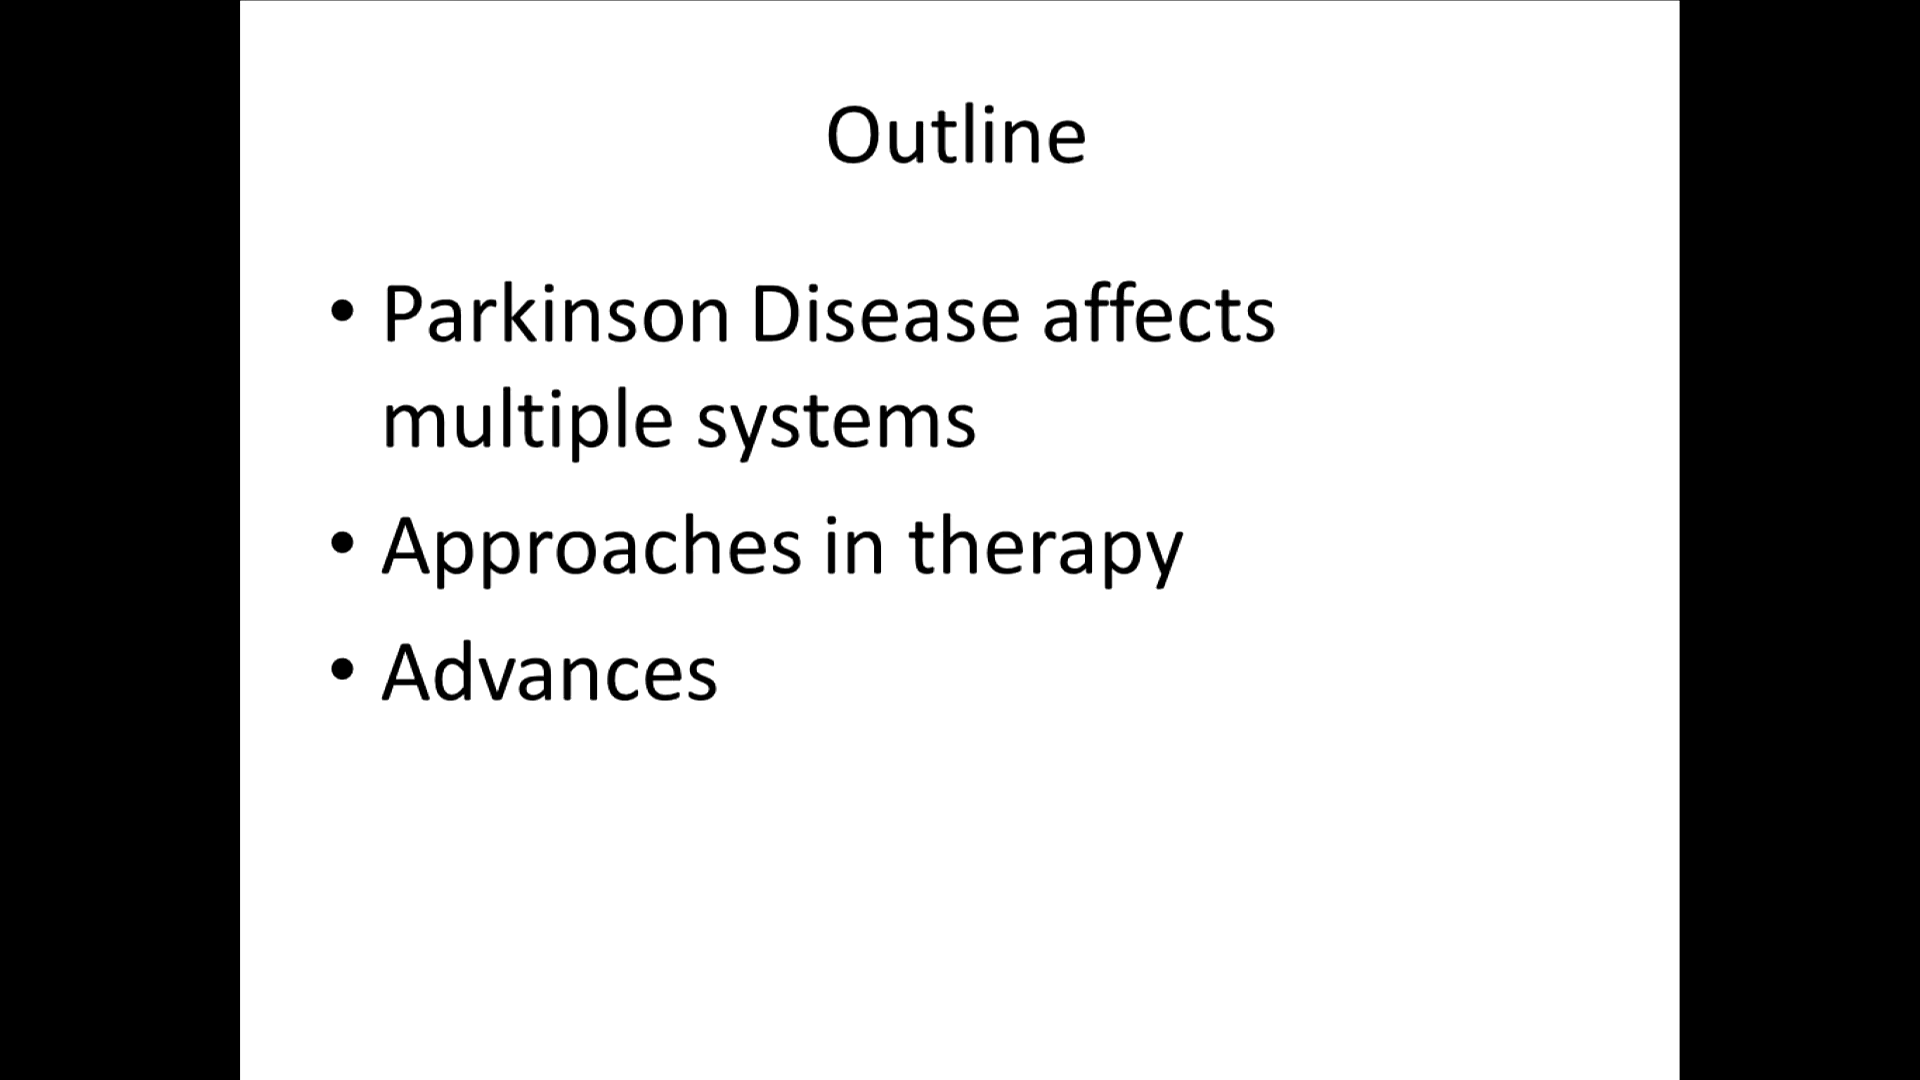 Outline
• Parkinson Disease affects
multiple systems
• Approaches in therapy
• Advances